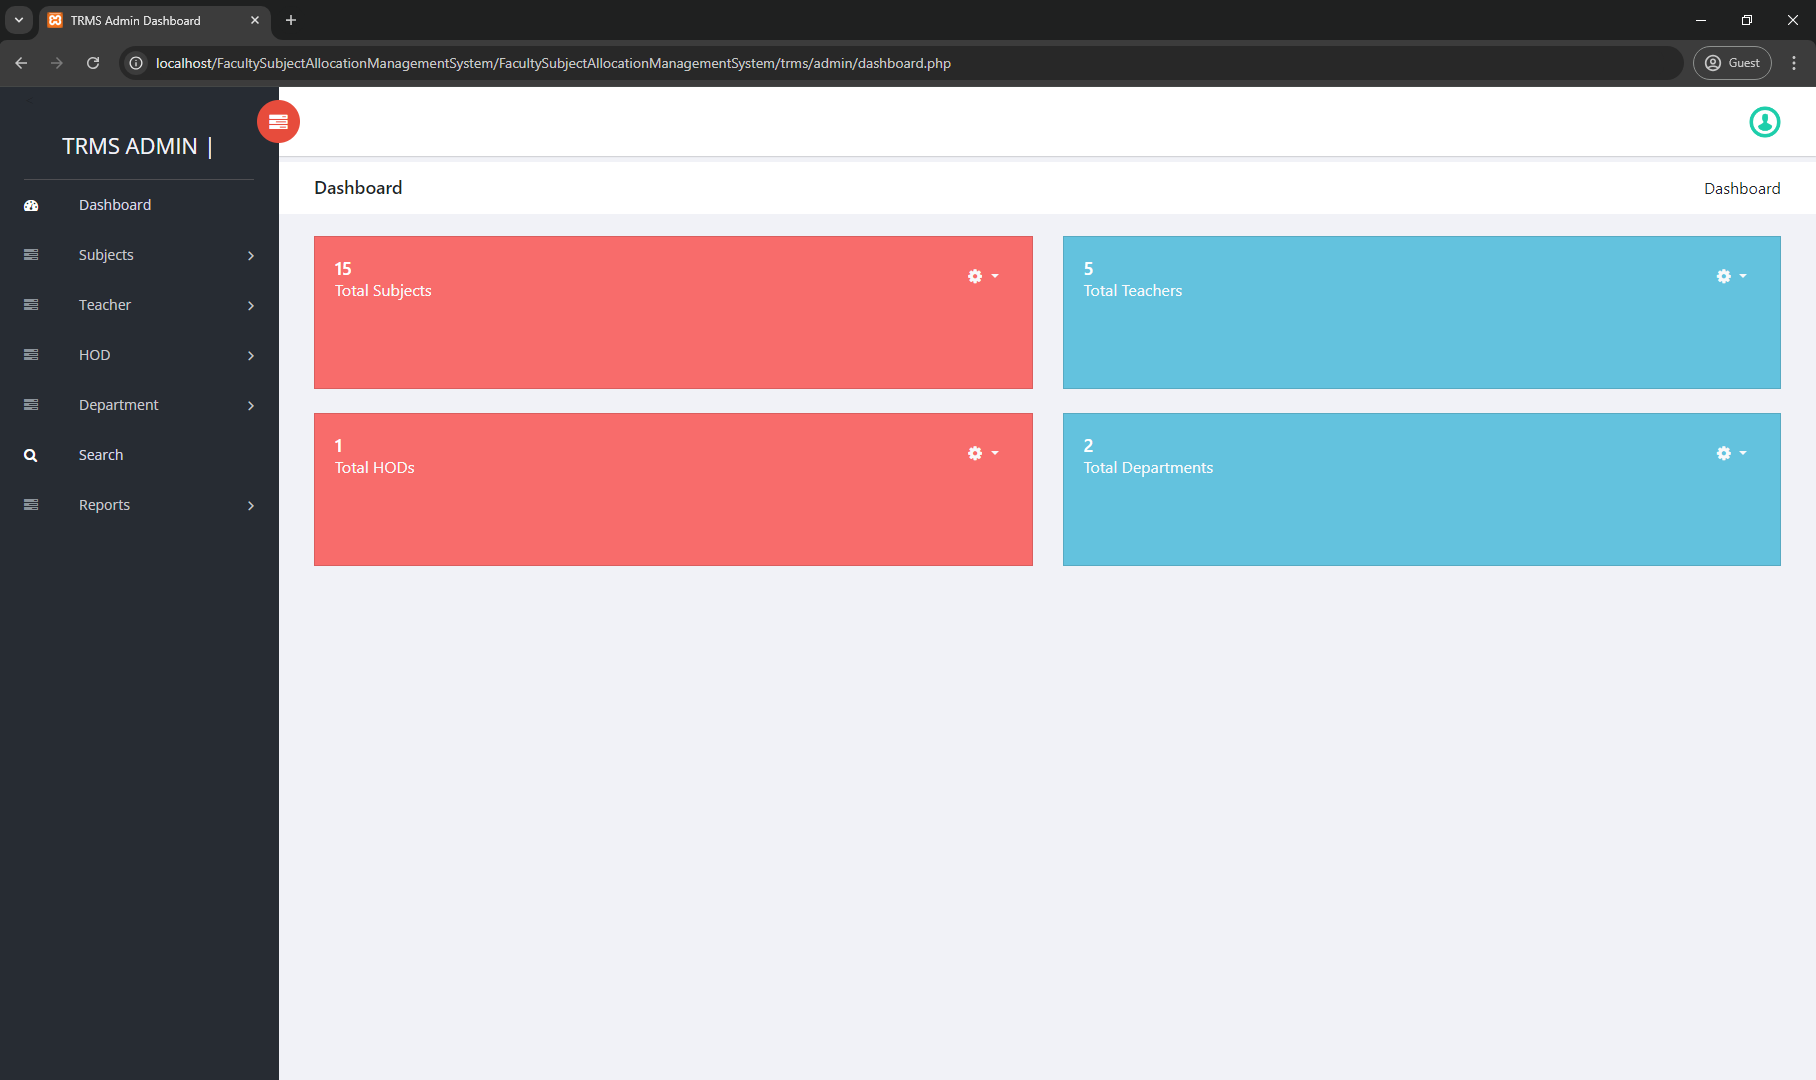 TRMS Admin Dashboard
localhost/FacultySubjectAllocationManagementSystem/FacultySubjectAllocationManagementSystem/trms/admin/dashboard.php
Guest
TRMS ADMIN |
Dashboard
Subjects
Teacher
HOD
Department
Search
Reports
Dashboard
Dashboard
15
Total Subjects
5
Total Teachers
1
Total HODs
2
Total Departments